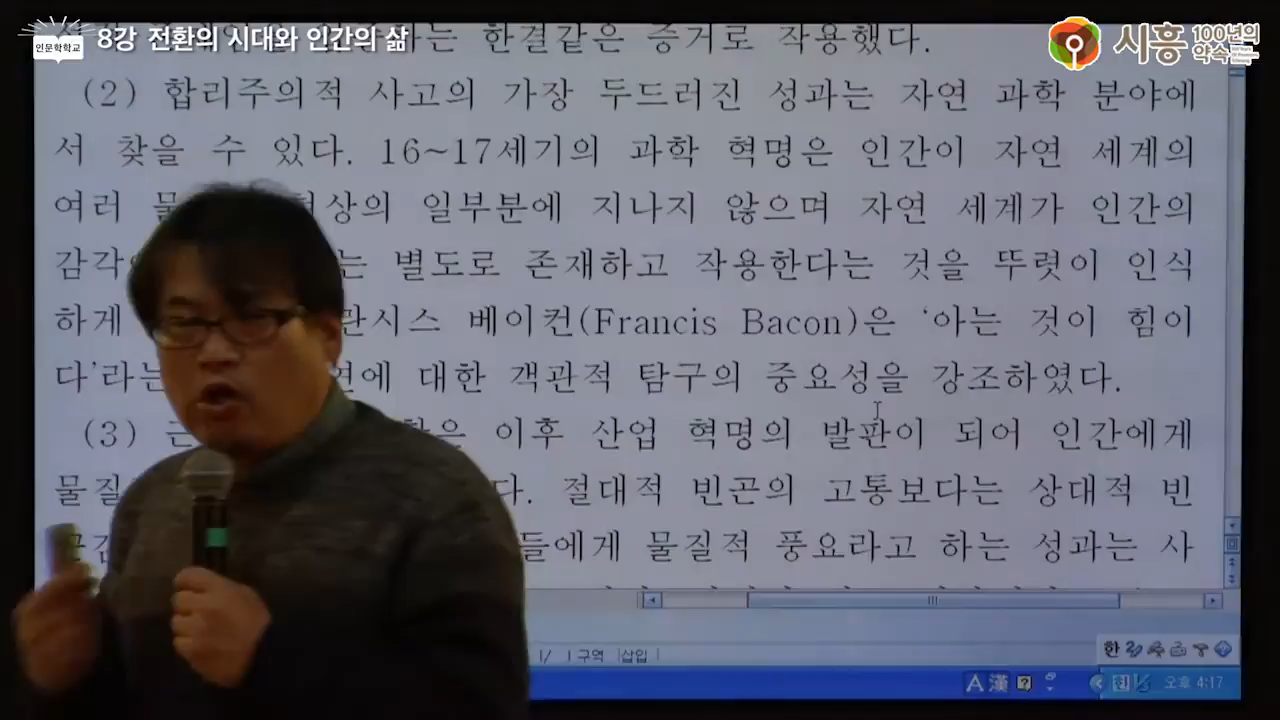 인문학학교
8강 전환의 시대와 인간의 삶
시흥 100년의 약속
는 한결같은 증거로 작용했다.
(2) 합리주의적 사고의 가장 두드러진 성과는 자연 과학 분야에
서 찾을 수 있다. 16~17세기의 과학 혁명은 인간이 자연 세계의
여러 상의 일부분에 지나지 않으며 자연 세계가 인간의
감각 는 별도로 존재하고 작용한다는 것을 뚜렷이 인식
하게 란시스 베이컨(Francis Bacon)은 ‘아는 것이 힘이
다’라는 에 대한 객관적 탐구의 중요성을 강조하였다.
(3) 은 이후 산업 혁명의 발판이 되어 인간에게
물질 다. 절대적 빈곤의 고통보다는 상대적 빈
들에게 물질적 풍요라고 하는 성과는 사
1/ 1 구역 삽입
한
A 漢
오후 4:17